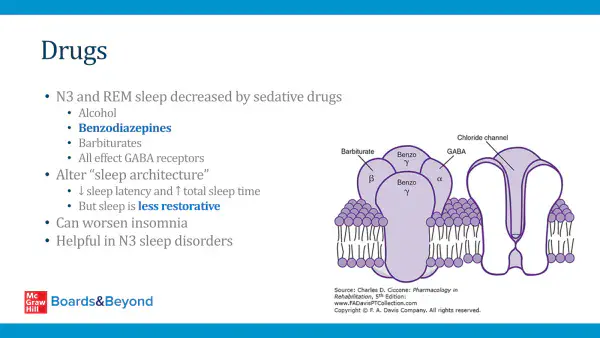 Drugs
• N3 and REM sleep decreased by sedative drugs
• Alcohol
• Benzodiazepines
• Barbiturates
• All effect GABA receptors
• Alter “sleep architecture”
• ↓ sleep latency and ↑ total sleep time
• But sleep is less restorative
• Can worsen insomnia
• Helpful in N3 sleep disorders
Chloride channel
Barbiturate
Benzo
GABA
γ
β
α
Benzo
γ
Source: Charles D. Ciccone: Pharmacology in
Rehabilitation, 5th Edition:
www.FADavisPTCollection.com
Copyright © F. A. Davis Company. All rights reserved.
Mc
Graw
Hill
Boards&Beyond